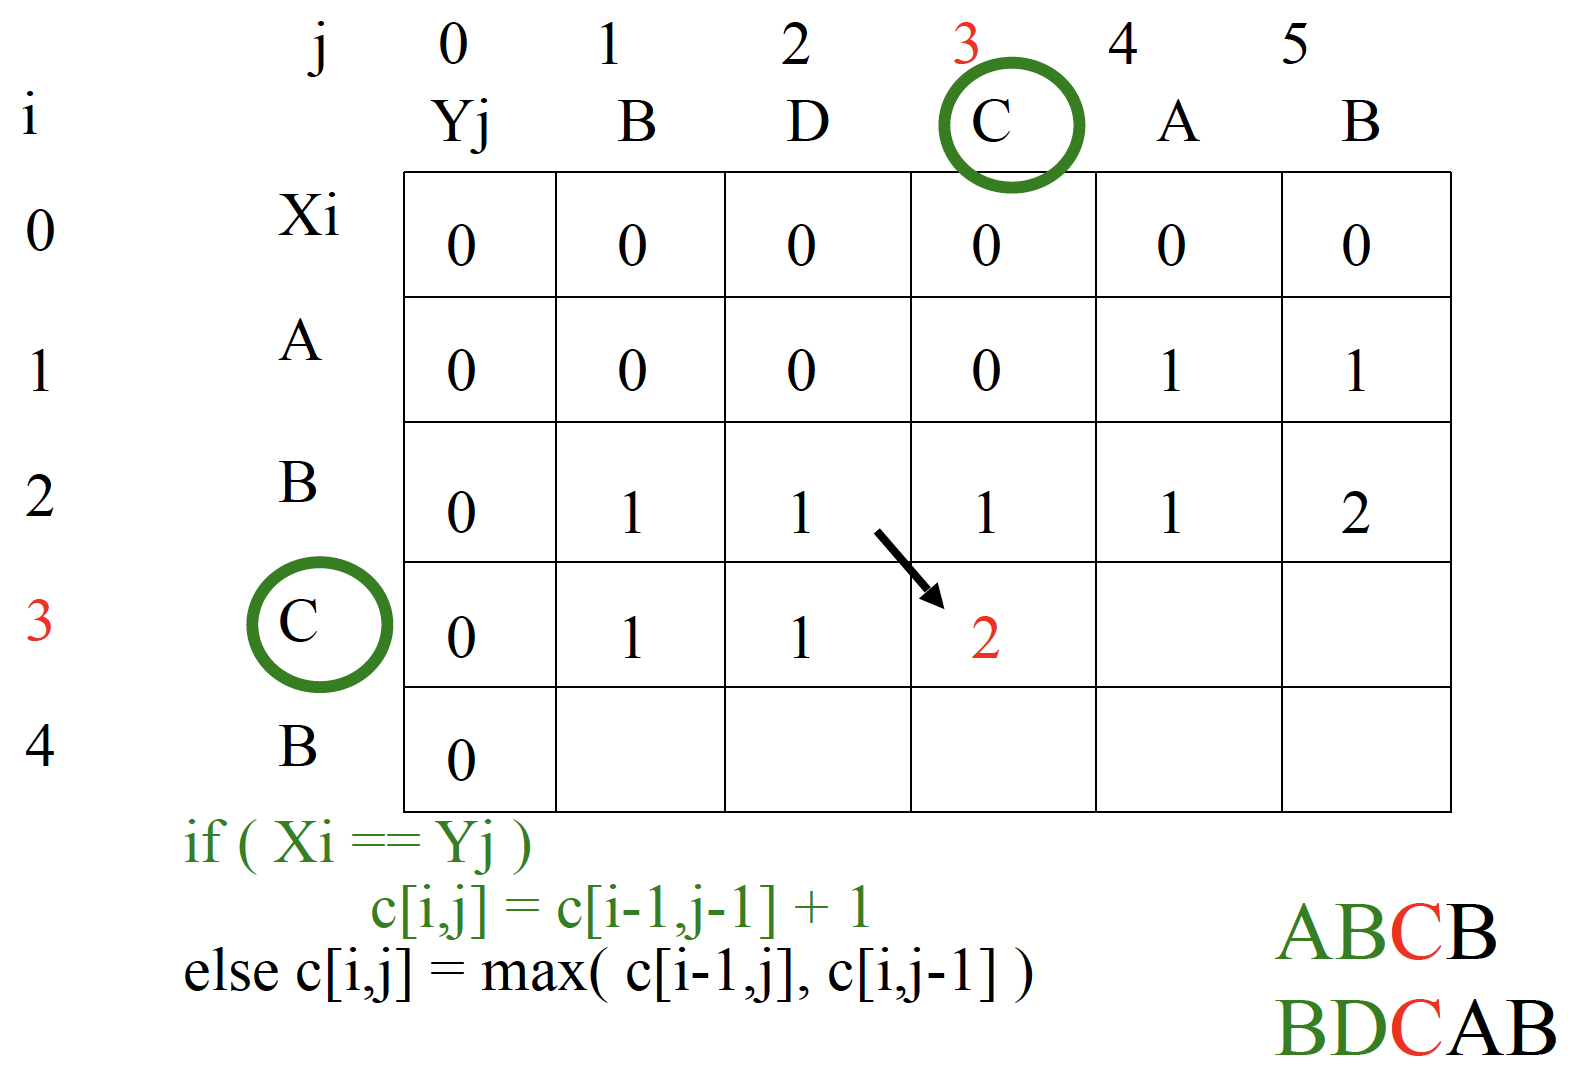 j 0 1 2 3 4 5
i Yj B D C A B
0 Xi 0 0 0 0 0 0
1 A 0 0 0 0 1 1
2 B 0 1 1 1 1 2
3 C 0 1 1 2
4 B 0
if ( Xi == Yj )
c[i,j] = c[i-1,j-1] + 1
else c[i,j] = max( c[i-1,j], c[i,j-1] )
ABCB
BDCAB